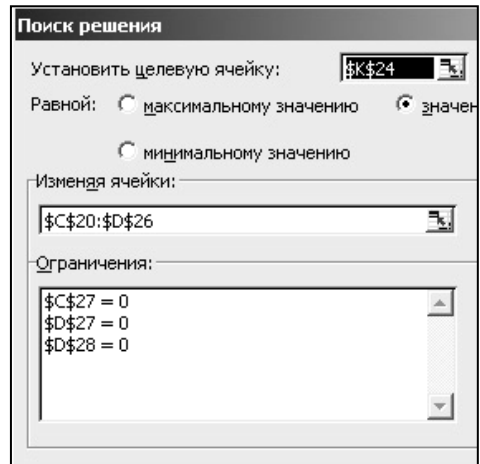 Поиск решения
Установить целевую ячейку: $K$24
Равной: максимальному значению значен
минимальному значению
Изменяя ячейки:
$C$20:$D$26
Ограничения:
$C$27 = 0
$D$27 = 0
$D$28 = 0